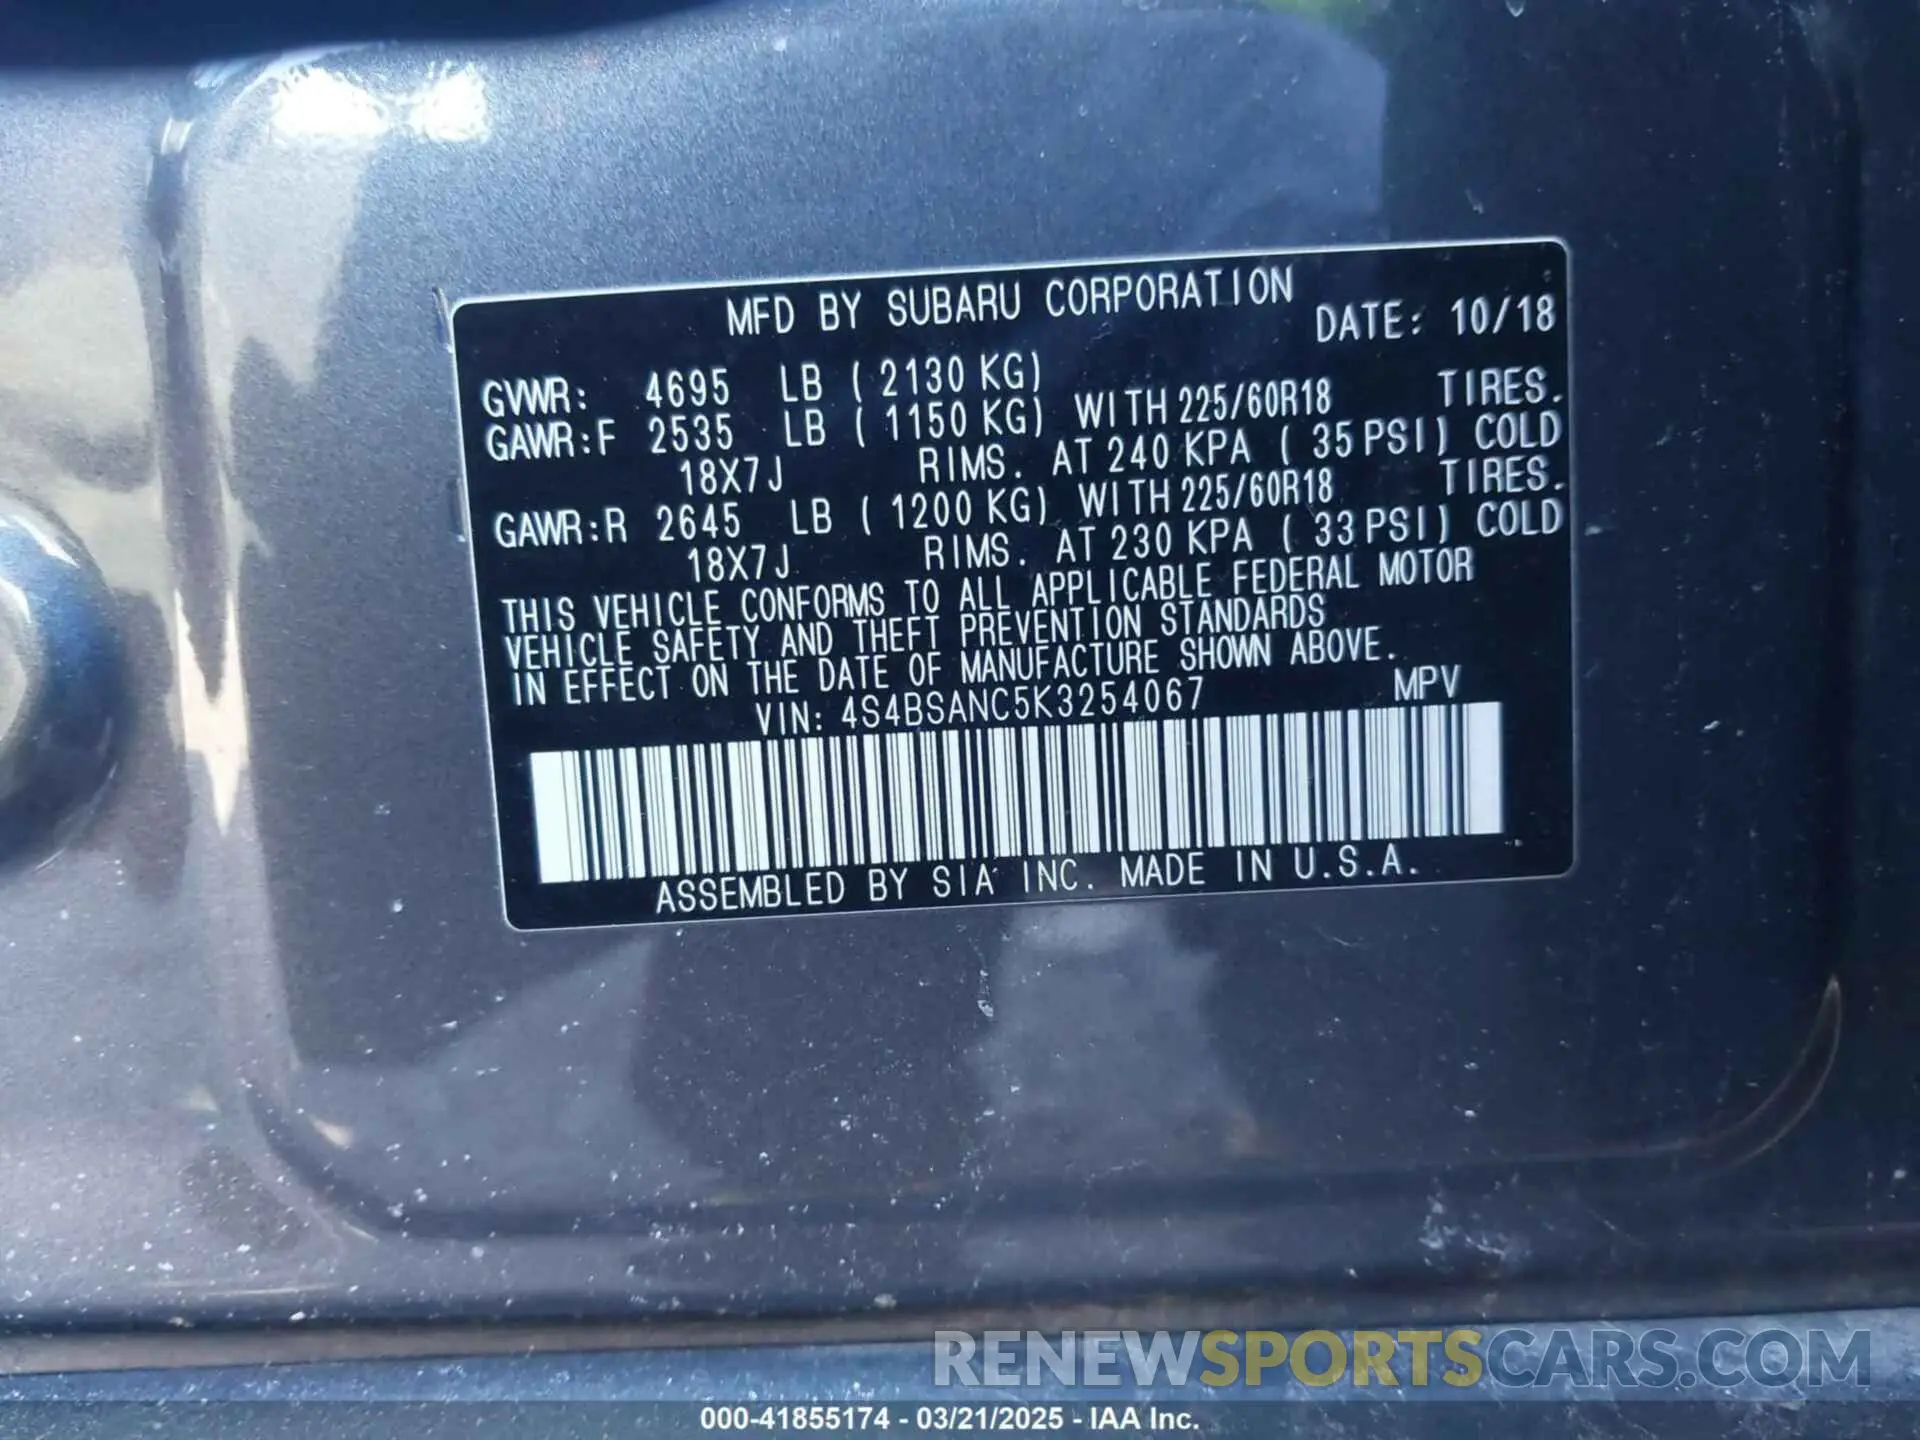 MFD BY SUBARU CORPORATION
DATE: 10/18
GVWR: 4695 LB ( 2130 KG)
GAWR:F 2535 LB ( 1150 KG) WITH 225/60R18 TIRES.
18X7J RIMS. AT 240 KPA ( 35 PSI) COLD
GAWR:R 2645 LB ( 1200 KG) WITH 225/60R18 TIRES.
18X7J RIMS. AT 230 KPA ( 33 PSI) COLD
THIS VEHICLE CONFORMS TO ALL APPLICABLE FEDERAL MOTOR
VEHICLE SAFETY AND THEFT PREVENTION STANDARDS
IN EFFECT ON THE DATE OF MANUFACTURE SHOWN ABOVE.
VIN: 4S4BSANC5K3254067 MPV
ASSEMBLED BY SIA INC. MADE IN U.S.A.
RENEWSPORTSCARS.COM
000-41855174 - 03/21/2025 - IAA Inc.